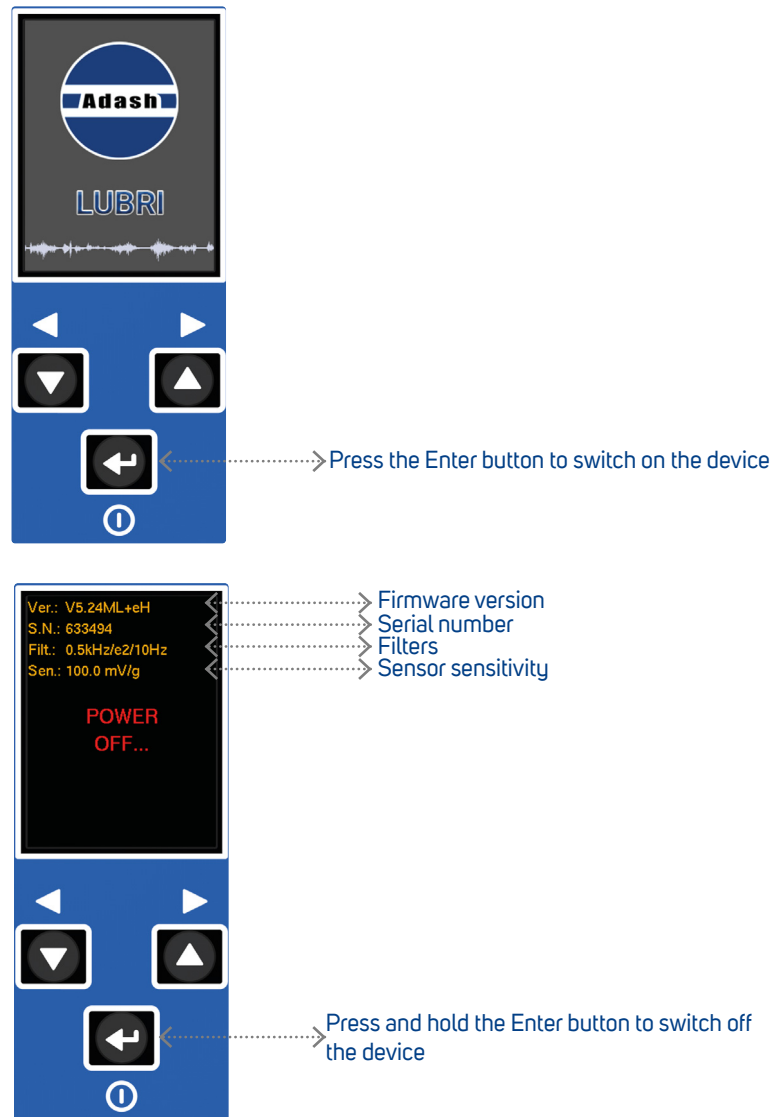 Adash
LUBRI
Press the Enter button to switch on the device
Ver.: V5.24ML+eH
Firmware version
S.N.: 633494
Serial number
Filt.: 0.5kHz/e2/10Hz
Filters
Sen.: 100.0 mV/g
Sensor sensitivity
POWER
OFF...
Press and hold the Enter button to switch off
the device